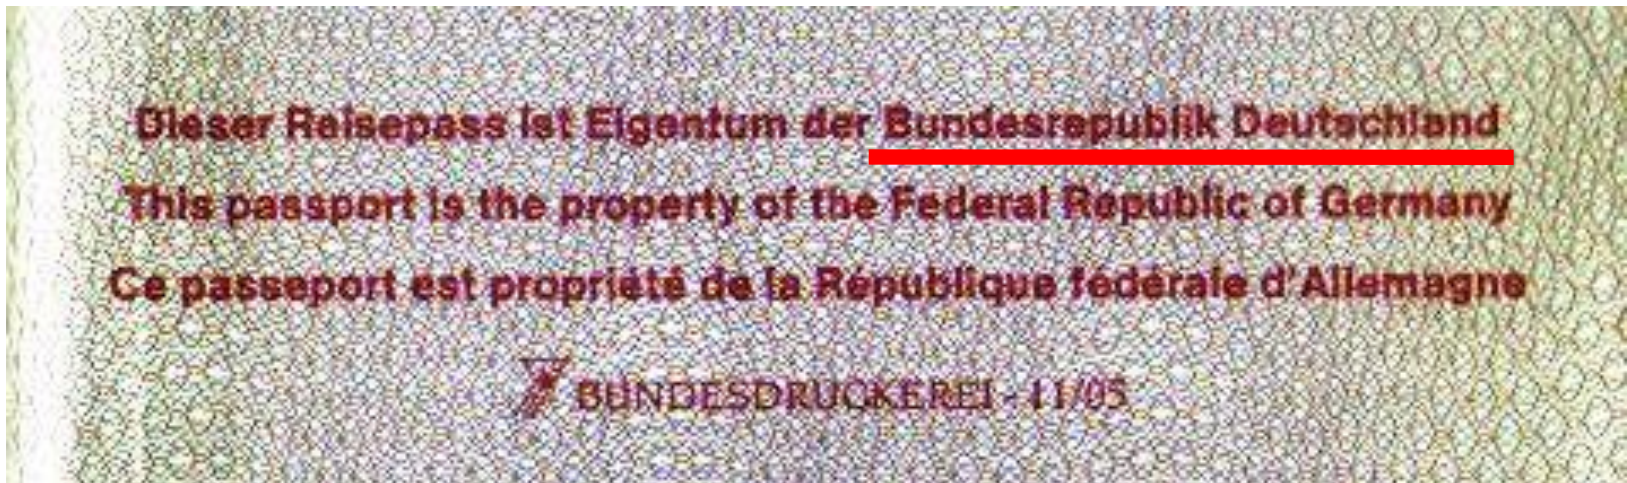 Dieser Reisepass ist Eigentum der Bundesrepublik Deutschland
This passport is the property of the Federal Republic of Germany
Ce passeport est propriété de la République fédérale d'Allemagne
BUNDESDRUCKEREI - 11/05